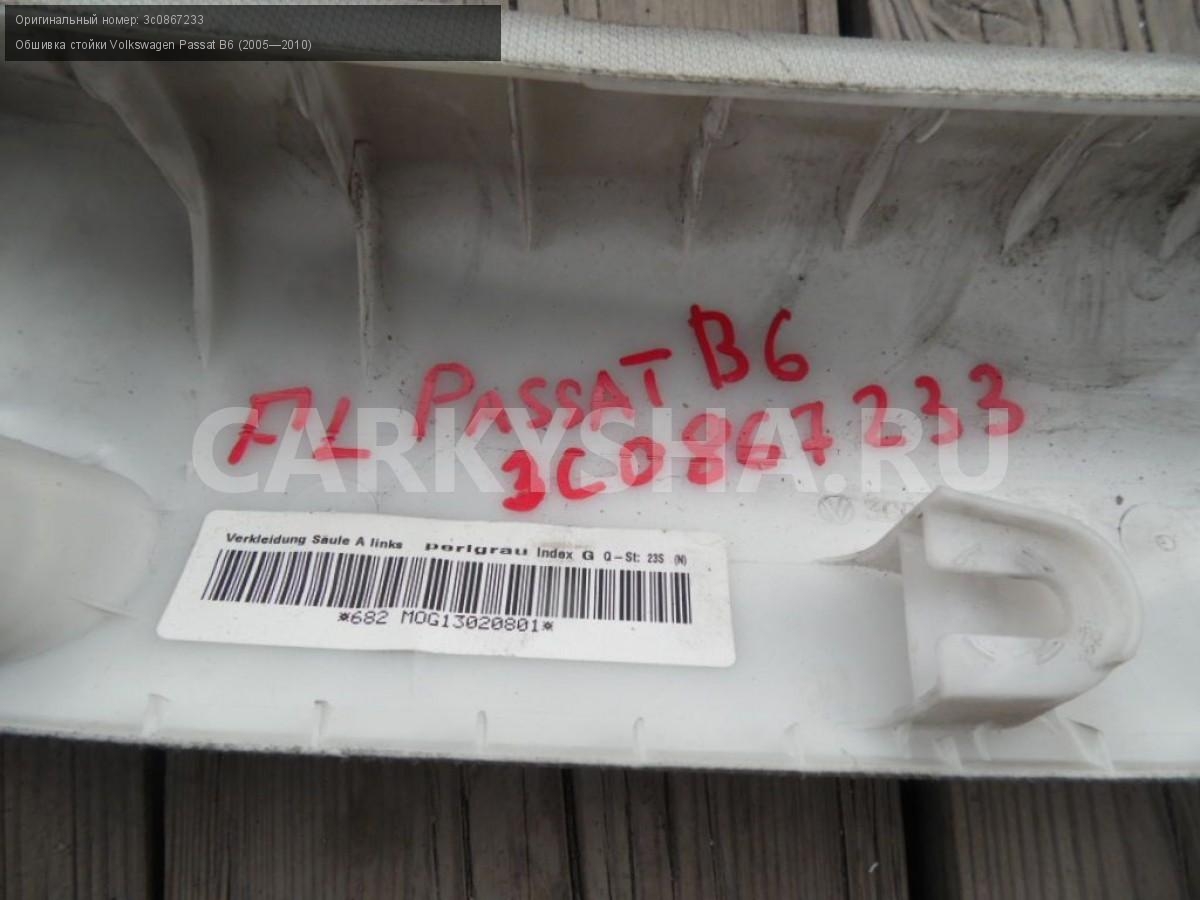 Оригинальный номер: 3c0867233
Обшивка стойки Volkswagen Passat B6 (2005—2010)
FL PASSAT B6
3C0867233
CARKYSHA.RU
Verkleidung Säule A links perlgrau Index G Q-St: 23S (N)
*682 MOG13020801*